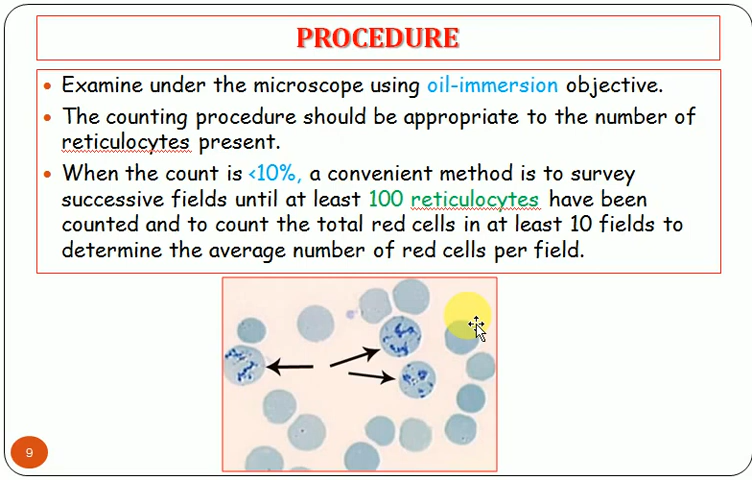 PROCEDURE
Examine under the microscope using oil-immersion objective.
The counting procedure should be appropriate to the number of
reticulocytes present.
When the count is <10%, a convenient method is to survey
successive fields until at least 100 reticulocytes have been
counted and to count the total red cells in at least 10 fields to
determine the average number of red cells per field.
9